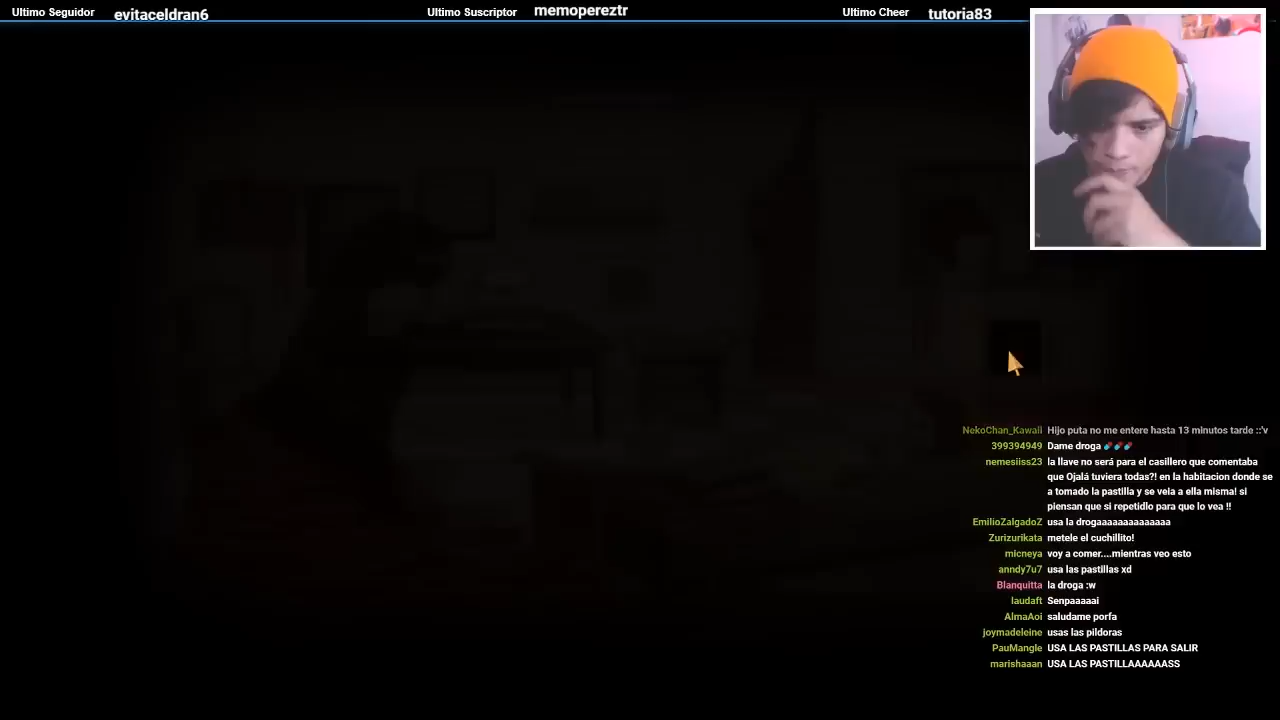 Ultimo Seguidor evitaceldran6 Ultimo Suscriptor memopereztr Ultimo Cheer tutoria83
NekoChan_Kawaii Hijo puta no me entere hasta 13 minutos tarde ::'v
399394949 Dame droga 💊💊💊
nemesiiss23 la llave no será para el casillero que comentaba
que Ojalá tuviera todas?! en la habitacion donde se
a tomado la pastilla y se veia a ella misma! si
piensan que si repetidlo para que lo vea !!
EmilioZalgadoZ usa la drogaaaaaaaaaaaaaa
Zurizurikata metele el cuchillito!
micneya voy a comer....mientras veo esto
anndy7u7 usa las pastillas xd
Blanquitta la droga :w
laudaft Senpaaaaai
AlmaAoi saludame porfa
joymadeleine usas las pildoras
PauMangle USA LAS PASTILLAS PARA SALIR
marishaaan USA LAS PASTILLAAAAAASS